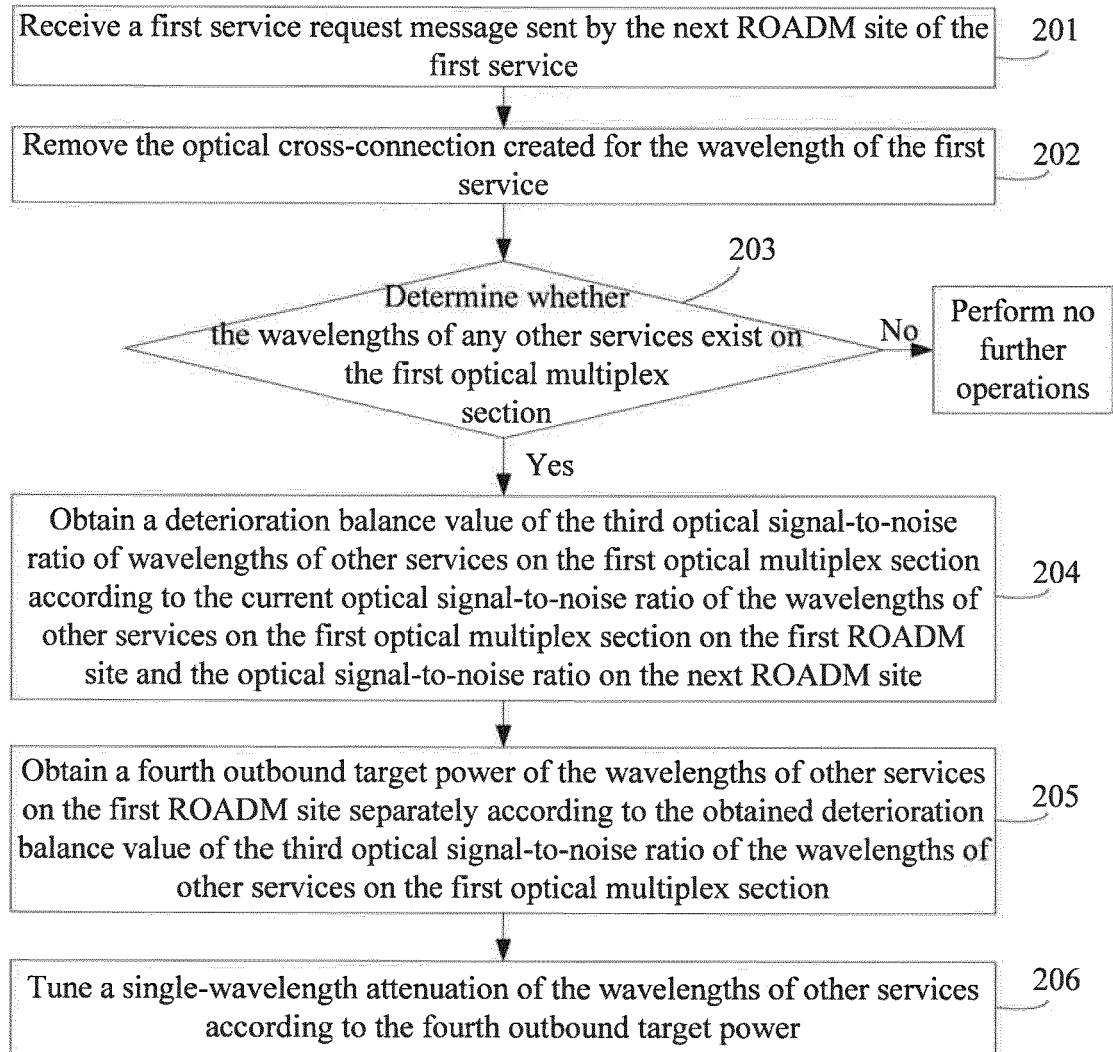 Receive a first service request message sent by the next ROADM site of the
first service
201
Remove the optical cross-connection created for the wavelength of the first
service
202
203
Determine whether
the wavelengths of any other services exist on
the first optical multiplex
section
No
Perform no
further
operations
Yes
Obtain a deterioration balance value of the third optical signal-to-noise
ratio of wavelengths of other services on the first optical multiplex section
according to the current optical signal-to-noise ratio of the wavelengths of
other services on the first optical multiplex section on the first ROADM
site and the optical signal-to-noise ratio on the next ROADM site
204
Obtain a fourth outbound target power of the wavelengths of other services
on the first ROADM site separately according to the obtained deterioration
balance value of the third optical signal-to-noise ratio of the wavelengths of
other services on the first optical multiplex section
205
Tune a single-wavelength attenuation of the wavelengths of other services
according to the fourth outbound target power
206